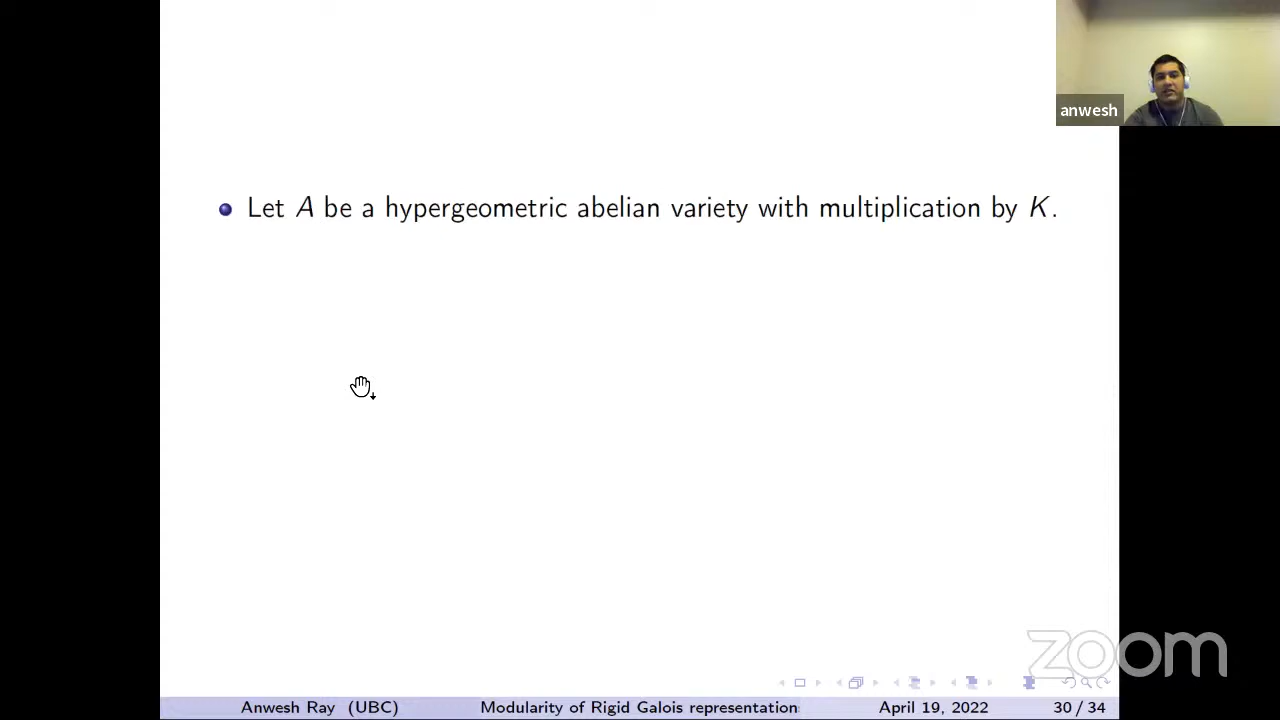 anwesh
Let A be a hypergeometric abelian variety with multiplication by K.
zoom
Anwesh Ray (UBC) Modularity of Rigid Galois representation April 19, 2022 30 / 34